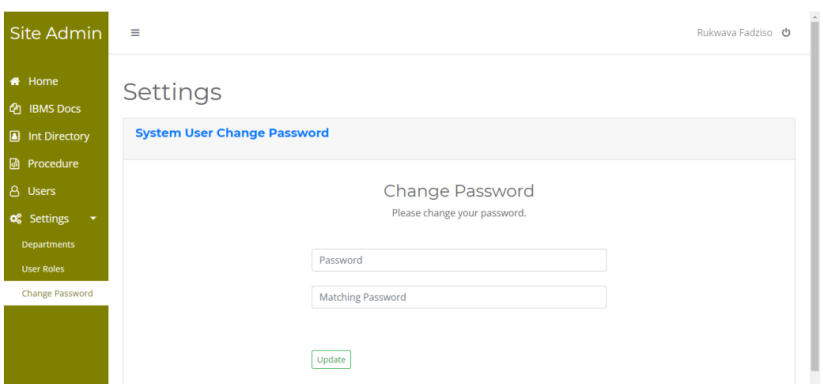 Site Admin
Rukwava Fadziso
Home
IBMS Docs
Int Directory
Procedure
Users
Settings
Departments
User Roles
Change Password
Settings
System User Change Password
Change Password
Please change your password.
Password
Matching Password
Update